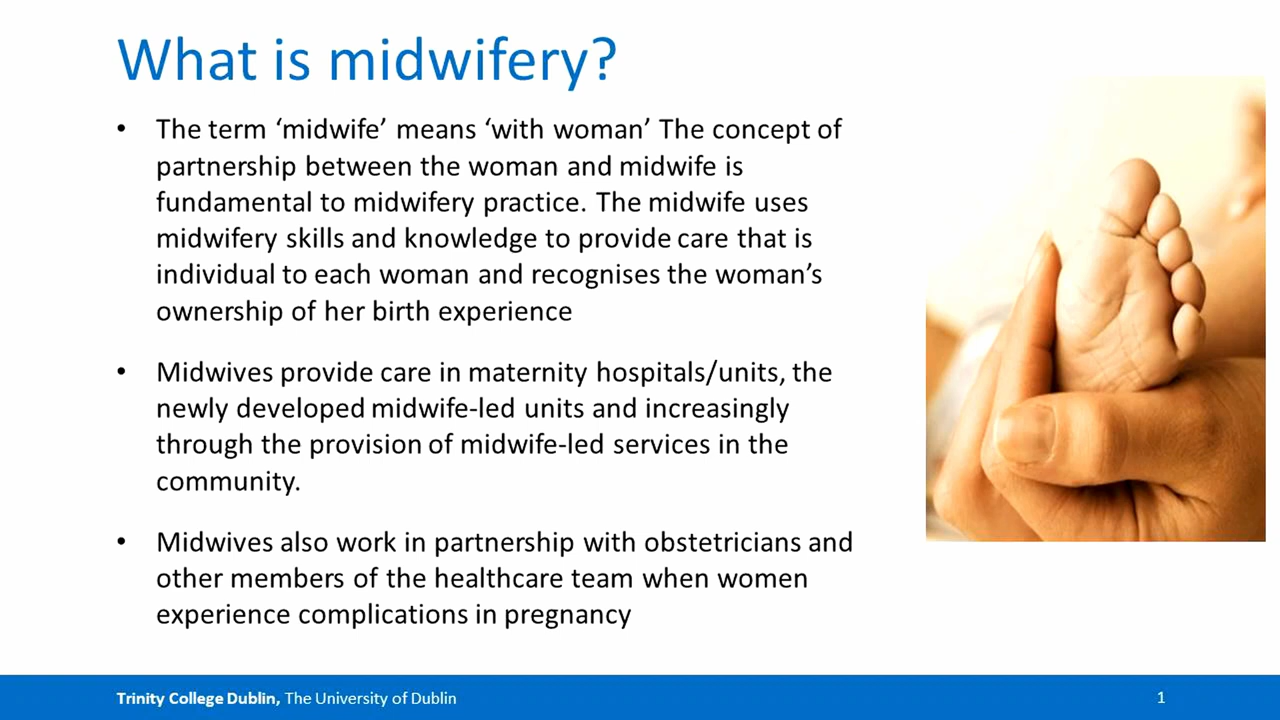 What is midwifery?
• The term ‘midwife’ means ‘with woman’ The concept of
partnership between the woman and midwife is
fundamental to midwifery practice. The midwife uses
midwifery skills and knowledge to provide care that is
individual to each woman and recognises the woman’s
ownership of her birth experience
• Midwives provide care in maternity hospitals/units, the
newly developed midwife-led units and increasingly
through the provision of midwife-led services in the
community.
• Midwives also work in partnership with obstetricians and
other members of the healthcare team when women
experience complications in pregnancy
Trinity College Dublin, The University of Dublin
1